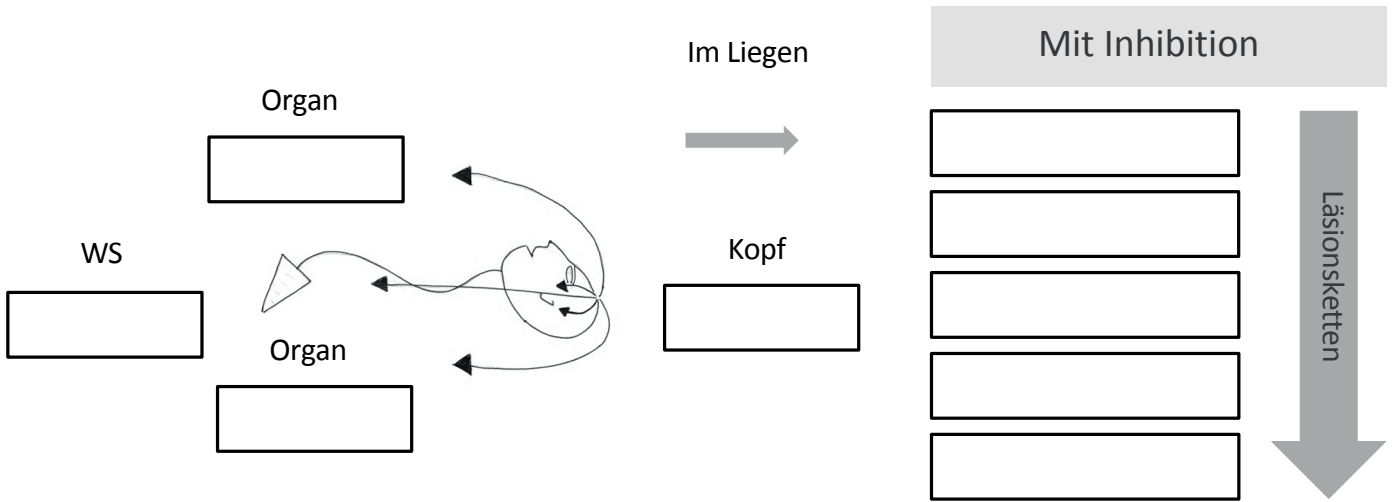 Im Liegen
Mit Inhibition
Organ
WS
Kopf
Organ
Läsionsketten